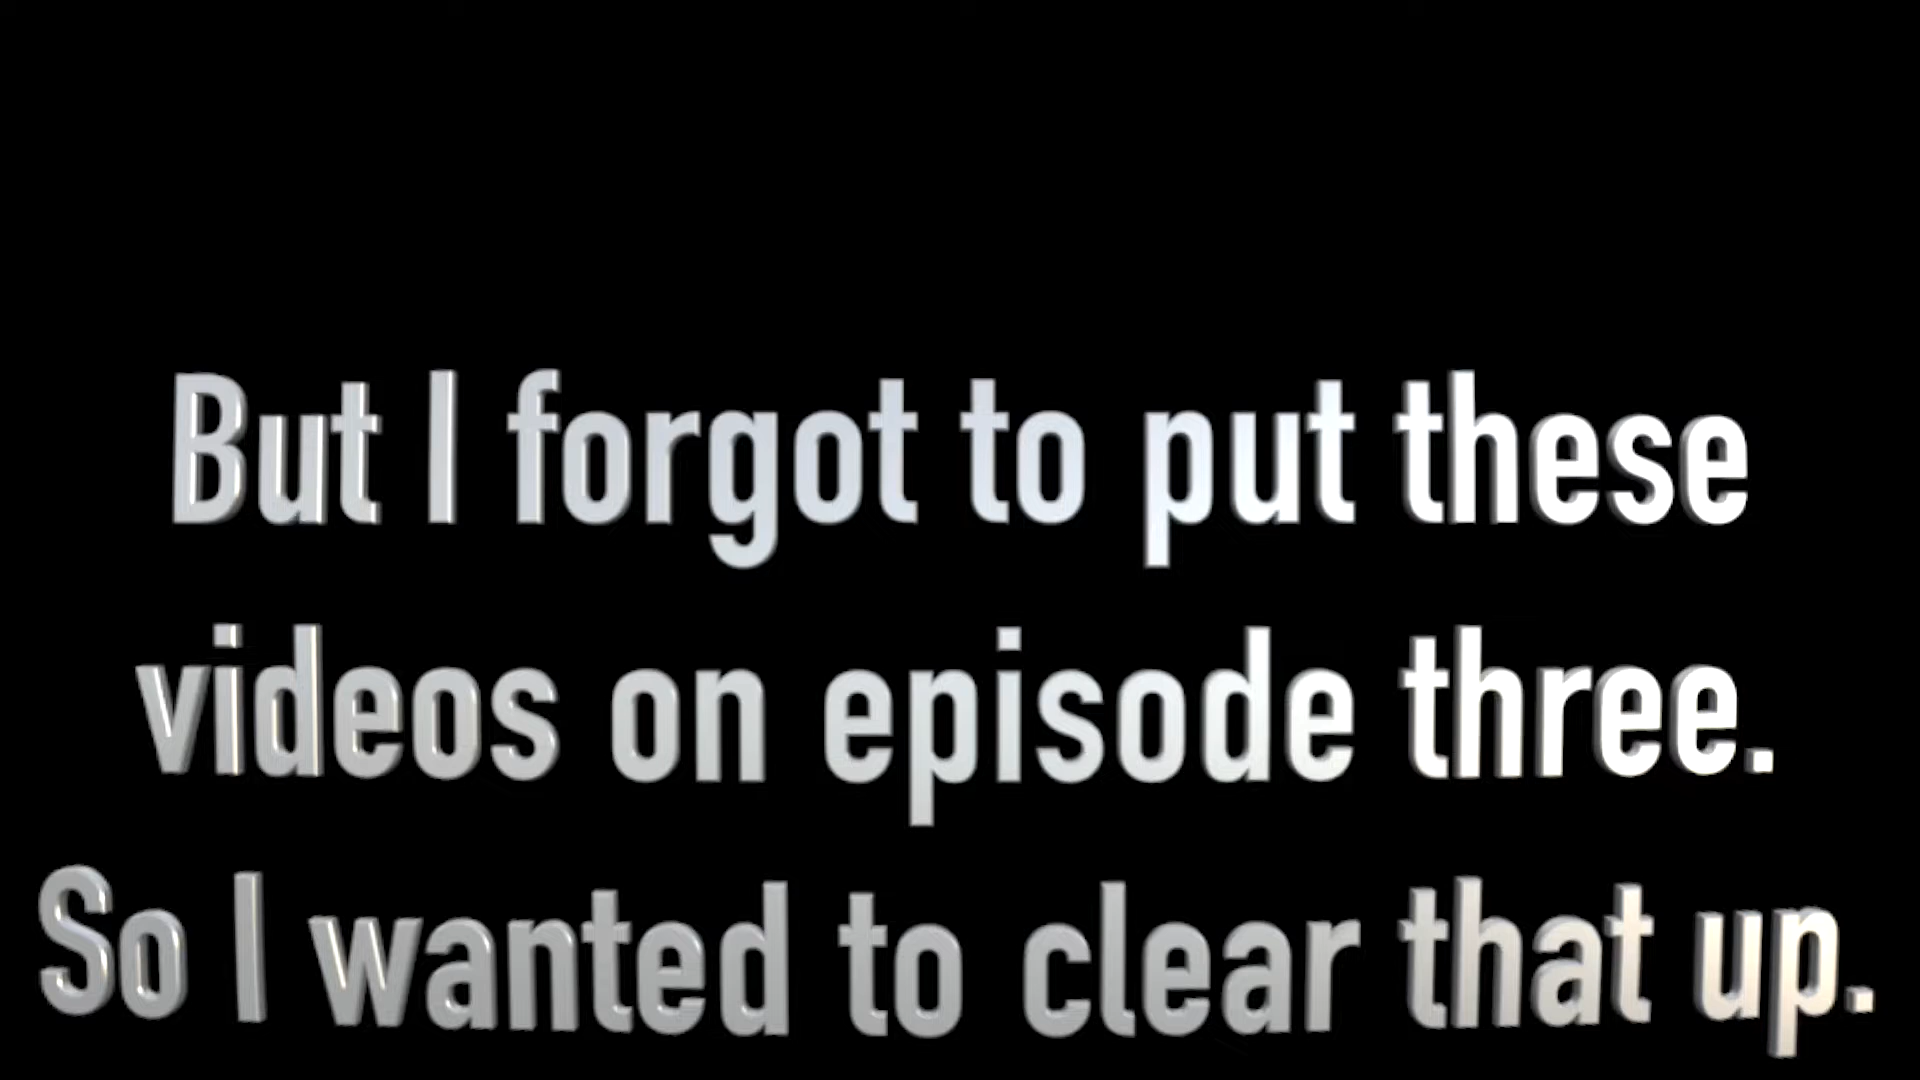 But I forgot to put these
videos on episode three.
So I wanted to clear that up.